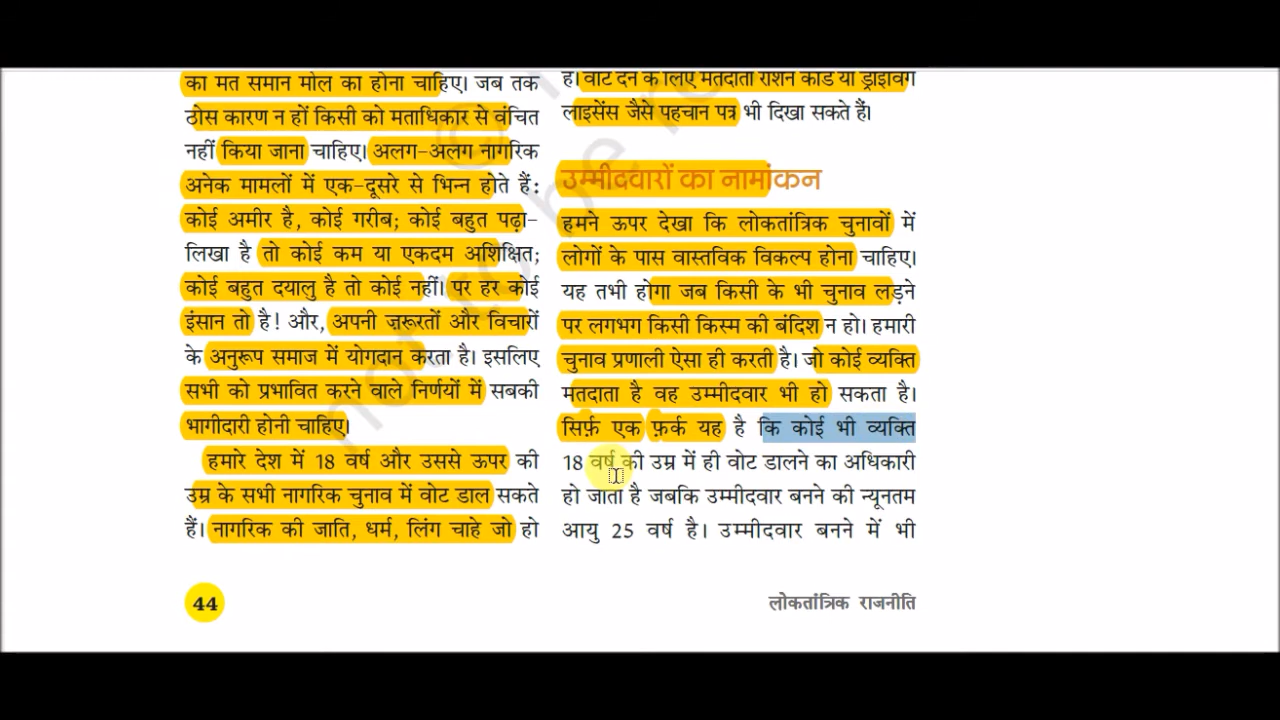 का मत समान मोल का होना चाहिए। जब तक
ठोस कारण न हों किसी को मताधिकार से वंचित
नहीं किया जाना चाहिए। अलग-अलग नागरिक
अनेक मामलों में एक-दूसरे से भिन्न होते हैं:
कोई अमीर है, कोई गरीब; कोई बहुत पढ़ा-
लिखा है तो कोई कम या एकदम अशिक्षित;
कोई बहुत दयालु है तो कोई नहीं। पर हर कोई
इंसान तो है! और, अपनी ज़रूरतों और विचारों
के अनुरूप समाज में योगदान करता है। इसलिए
सभी को प्रभावित करने वाले निर्णयों में सबकी
भागीदारी होनी चाहिए।
हमारे देश में 18 वर्ष और उससे ऊपर की
उम्र के सभी नागरिक चुनाव में वोट डाल सकते
हैं। नागरिक की जाति, धर्म, लिंग चाहे जो हो
है। वोट देने के लिए मतदाता राशन कार्ड या ड्राइविंग
लाइसेंस जैसे पहचान पत्र भी दिखा सकते हैं।
उम्मीदवारों का नामांकन
हमने ऊपर देखा कि लोकतांत्रिक चुनावों में
लोगों के पास वास्तविक विकल्प होना चाहिए।
यह तभी होगा जब किसी के भी चुनाव लड़ने
पर लगभग किसी किस्म की बंदिश न हो। हमारी
चुनाव प्रणाली ऐसा ही करती है। जो कोई व्यक्ति
मतदाता है वह उम्मीदवार भी हो सकता है।
सिर्फ़ एक फ़र्क यह है कि कोई भी व्यक्ति
18 वर्ष की उम्र में ही वोट डालने का अधिकारी
हो जाता है जबकि उम्मीदवार बनने की न्यूनतम
आयु 25 वर्ष है। उम्मीदवार बनने में भी
44
लोकतांत्रिक राजनीति